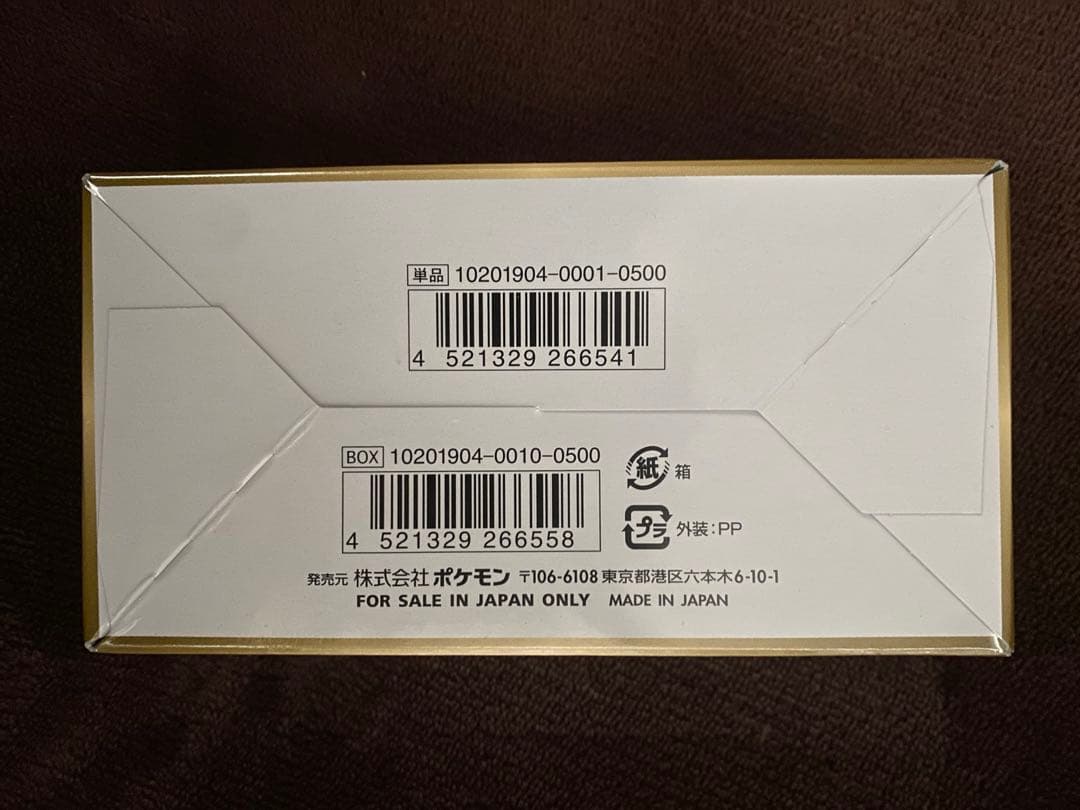 単品 10201904-0001-0500
4 521329 266541
BOX 10201904-0010-0500
4 521329 266558
紙 箱
プラ 外装：PP
発売元 株式会社ポケモン 〒106-6108 東京都港区六本木6-10-1
FOR SALE IN JAPAN ONLY MADE IN JAPAN